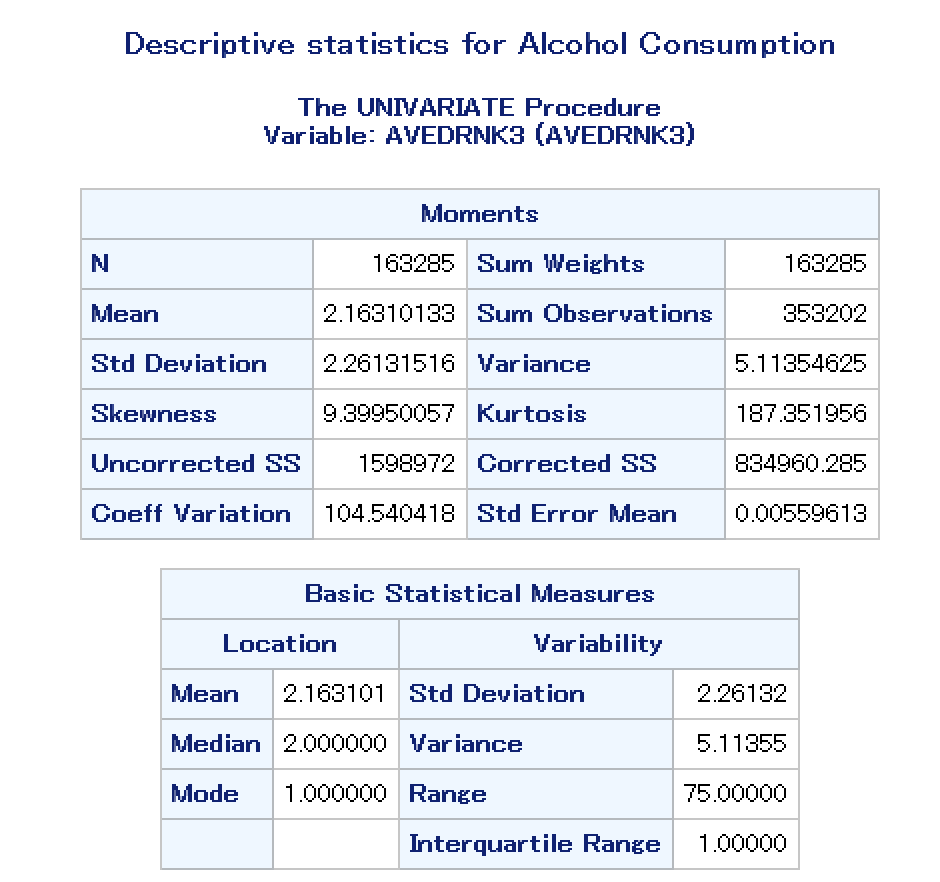 Descriptive statistics for Alcohol Consumption
The UNIVARIATE Procedure
Variable: AVEDRNK3 (AVEDRNK3)
Moments
N 163285 Sum Weights 163285
Mean 2.16310133 Sum Observations 353202
Std Deviation 2.26131516 Variance 5.11354625
Skewness 9.39950057 Kurtosis 187.351956
Uncorrected SS 1598972 Corrected SS 834960.285
Coeff Variation 104.540418 Std Error Mean 0.00559613
Basic Statistical Measures
Location Variability
Mean 2.163101 Std Deviation 2.26132
Median 2.000000 Variance 5.11355
Mode 1.000000 Range 75.00000
Interquartile Range 1.00000